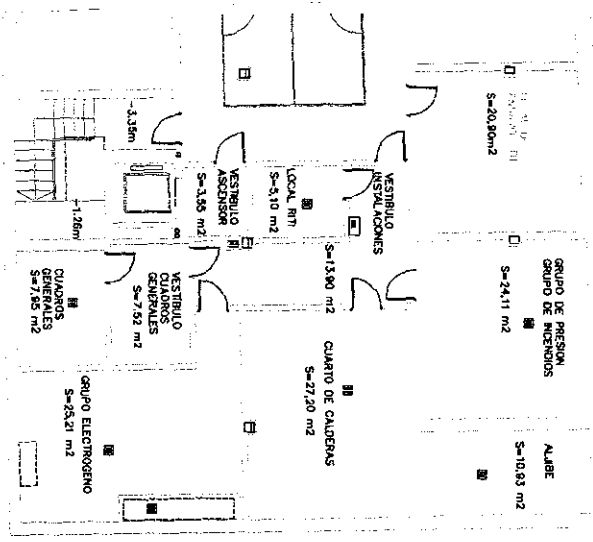 S=20,90m2
-3.35m
VESTIBULO
INSTALACIONES
S=13,90 m2
LOCAL RITI
S=5,10 m2
VESTIBULO
ASCENSOR
S=3,55 m2
-1.26m
GRUPO DE PRESION
GRUPO DE INCENDIOS
S=24,11 m2
VESTIBULO
CUADROS
GENERALES
S=7,52 m2
CUADROS
GENERALES
S=7,95 m2
CUARTO DE CALDERAS
S=27,20 m2
GRUPO ELECTROGENO
S=25,21 m2
ALJIBE
S=10,93 m2